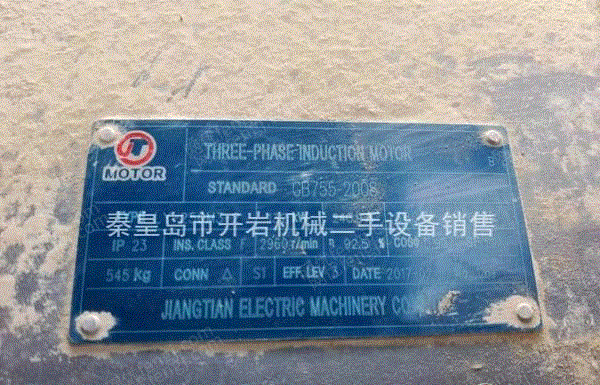 MOTOR
THREE-PHASE INDUCTION MOTOR
STANDARD GB755-2008
秦皇岛市开岩机械二手设备销售
IP 23 INS. CLASS F 2960 r/min 92.5 % CODE
545 Kg CONN △ S1 EFF. LEV 3 DATE 2017
JIANGTIAN ELECTRIC MACHINERY